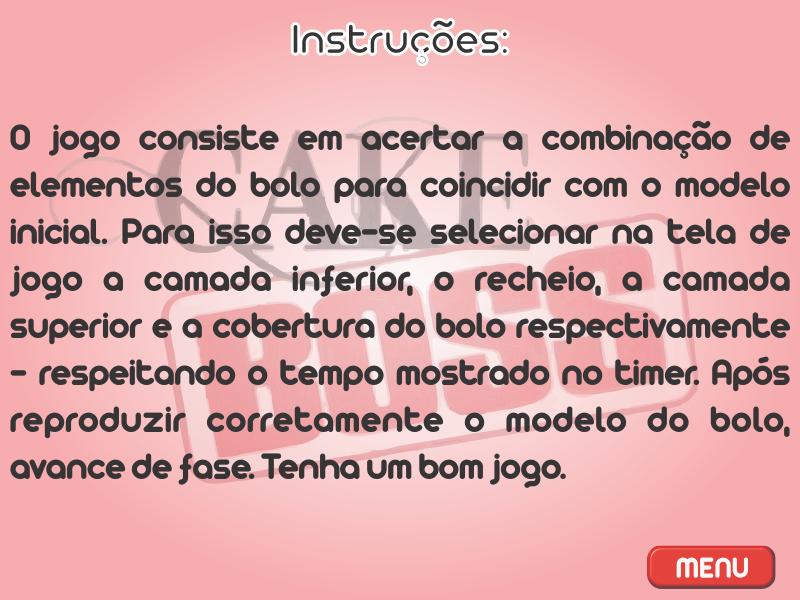 Instruções:
O jogo consiste em acertar a combinação de
elementos do bolo para coincidir com o modelo
inicial. Para isso deve-se selecionar na tela de
jogo a camada inferior, o recheio, a camada
superior e a cobertura do bolo respectivamente
- respeitando o tempo mostrado no timer. Após
reproduzir corretamente o modelo do bolo,
avance de fase. Tenha um bom jogo.
CAKE
BOSS
MENU